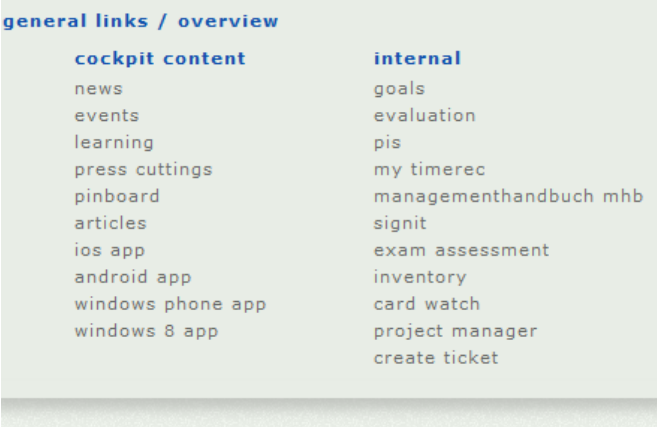 general links / overview
cockpit content
news
events
learning
press cuttings
pinboard
articles
ios app
android app
windows phone app
windows 8 app
internal
goals
evaluation
pis
my timerec
managementhandbuch mhb
signit
exam assessment
inventory
card watch
project manager
create ticket